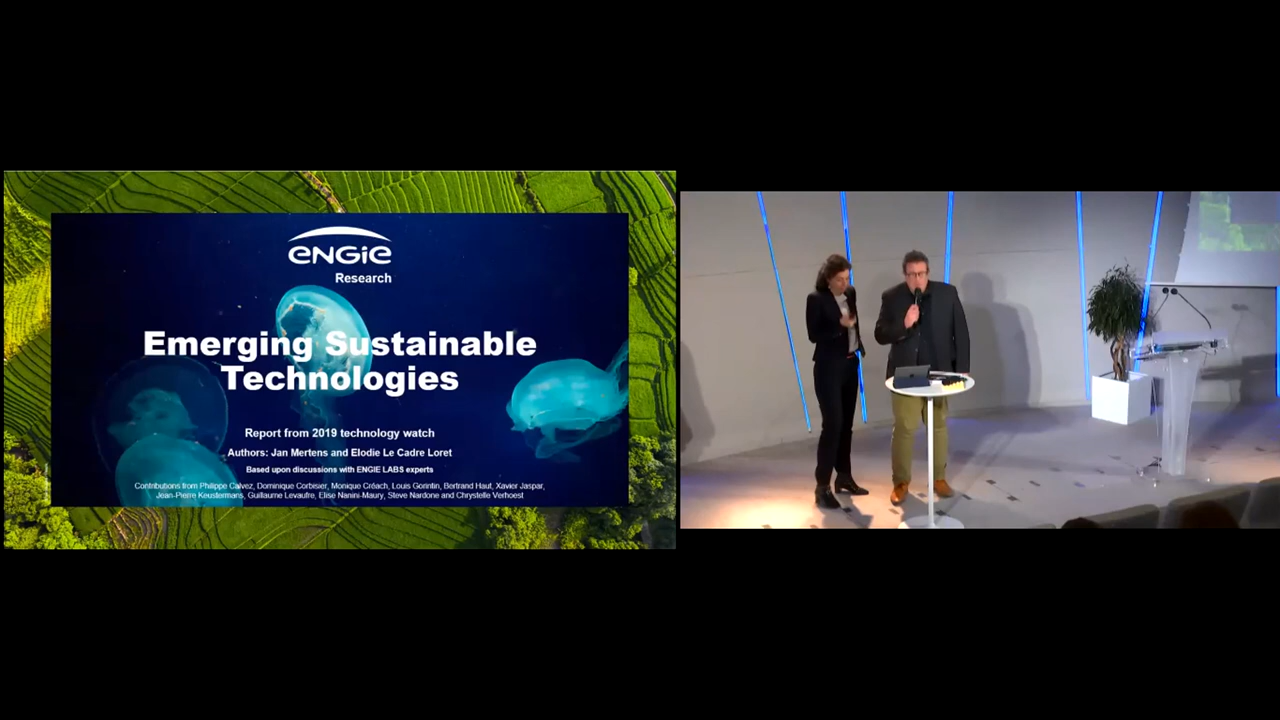 ENGIE
Research
Emerging Sustainable
Technologies
Report from 2019 technology watch
Authors: Jan Mertens and Elodie Le Cadre Loret
Based upon discussions with ENGIE LABS experts
Contributions from Philippe Calvez, Dominique Corbisier, Monique Créach, Louis Gorintin, Bertrand Haut, Xavier Jaspar,
Jean-Pierre Keustermans, Guillaume Levaufre, Elise Nanini-Maury, Steve Nardone and Chrystelle Verhoest